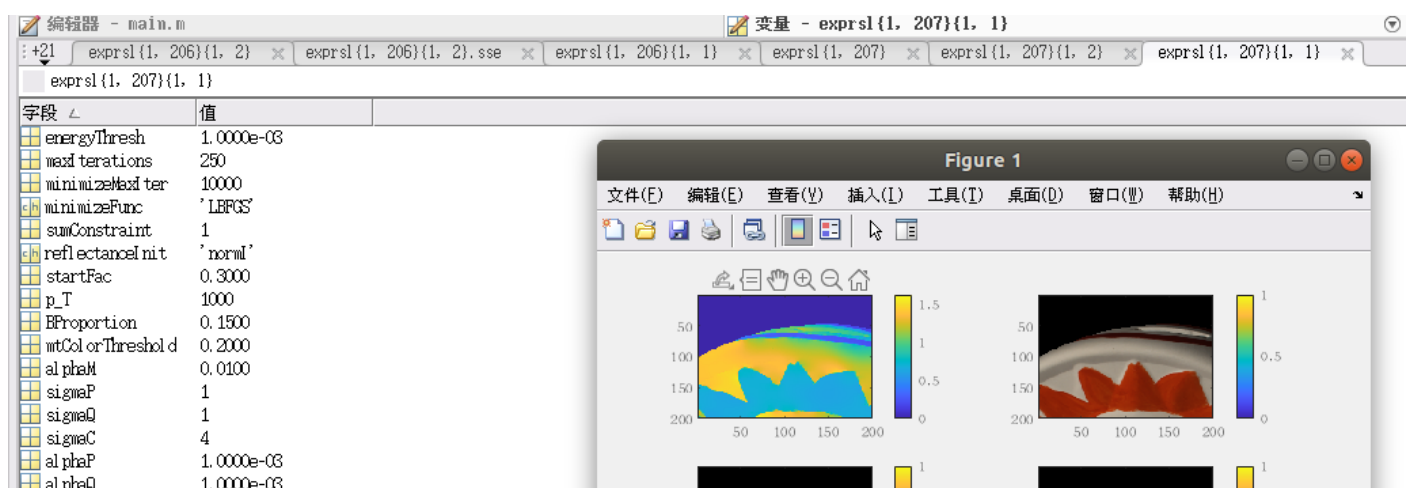 编辑器 - main.m
变量 - exprsl{1, 207}{1, 1}
+21 exprsl{1, 206}{1, 2} exprsl{1, 206}{1, 2}.sse exprsl{1, 206}{1, 1} exprsl{1, 207} exprsl{1, 207}{1, 2} exprsl{1, 207}{1, 1}
exprsl{1, 207}{1, 1}
字段 值
energyThresh 1.0000e-03
maxIterations 250
minimizeMaxIter 10000
minimizeFunc 'LBFGS'
sumConstraint 1
reflectanceInit 'normI'
startFac 0.3000
p_T 1000
BProportion 0.1500
mtColorThreshold 0.2000
alphaM 0.0100
sigmaP 1
sigmaQ 1
sigmaC 4
alphaP 1.0000e-03
alphaQ 1.0000e-03
Figure 1
文件(F) 编辑(E) 查看(V) 插入(I) 工具(T) 桌面(D) 窗口(W) 帮助(H)
50
100
150
200
50 100 150 200
1.5
1
0.5
0
50
100
150
200
50 100 150 200
1
0.5
0
1
1